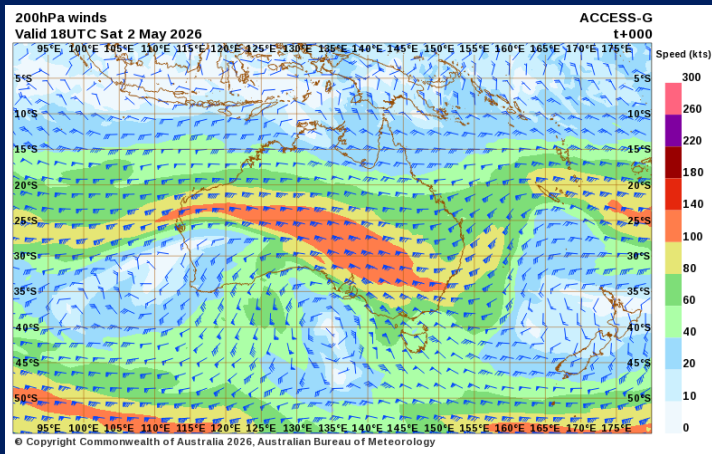 200hPa winds ACCESS-G
Valid 18UTC Sat 2 May 2026 t+000
95°E 100°E 105°E 110°E 115°E 120°E 125°E 130°E 135°E 140°E 145°E 150°E 155°E 160°E 165°E 170°E 175°E
Speed (kts)
5°S 5°S
10°S 10°S
15°S 15°S
20°S 20°S
25°S 25°S
30°S 30°S
35°S 35°S
40°S 40°S
45°S 45°S
50°S 50°S
300
260
220
180
140
100
80
60
40
20
10
0
95°E 100°E 105°E 110°E 115°E 120°E 125°E 130°E 135°E 140°E 145°E 150°E 155°E 160°E 165°E 170°E 175°E
© Copyright Commonwealth of Australia 2026, Australian Bureau of Meteorology